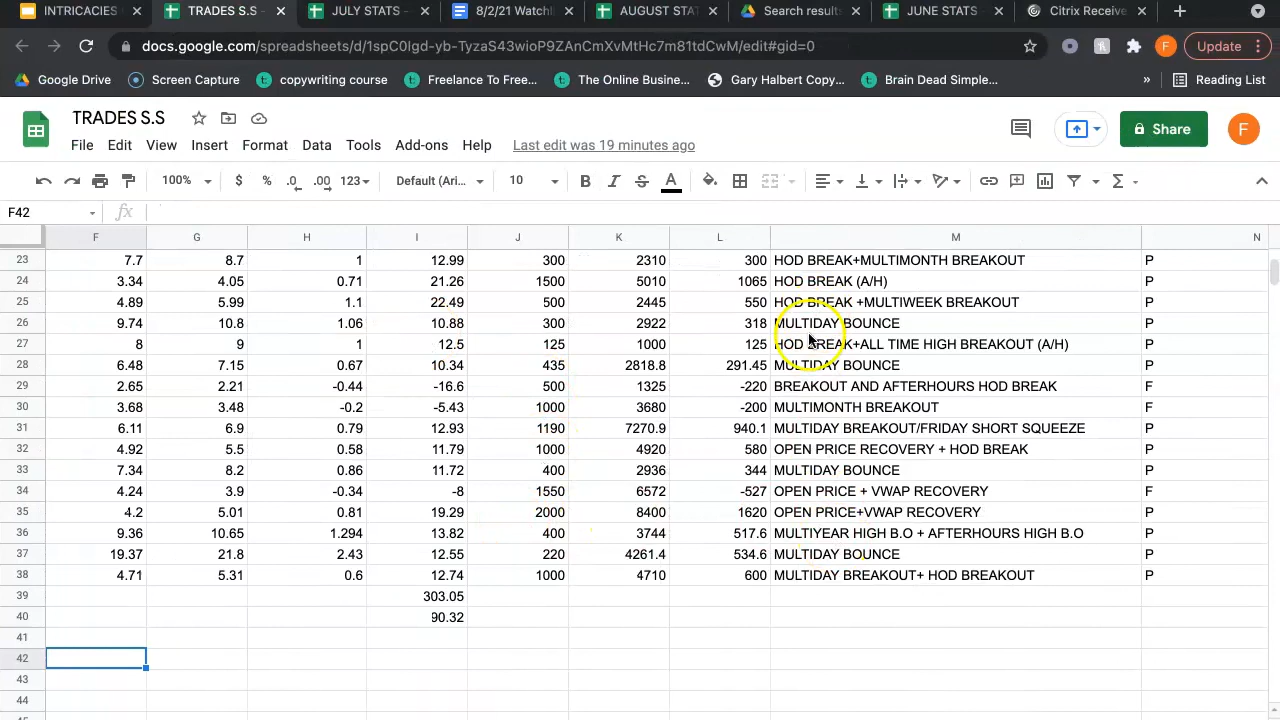 INTRICACIES
TRADES S.S -
JULY STATS -
8/2/21 Watchl
AUGUST STAT
Search results
JUNE STATS
Citrix Receive
docs.google.com/spreadsheets/d/1spC0Igd-yb-TyzaS43wioP9ZAnCmXvMtHc7m81tdCwM/edit#gid=0
F
Update
Google Drive
Screen Capture
copywriting course
Freelance To Free...
The Online Busine...
Gary Halbert Copy...
Brain Dead Simple...
»
Reading List
TRADES S.S
Share
F
File Edit View Insert Format Data Tools Add-ons Help Last edit was 19 minutes ago
100% $ % .0 .00 123 Default (Ari... 10 B I S A Σ
F42 fx
F G H I J K L M N
23 7.7 8.7 1 12.99 300 2310 300 HOD BREAK+MULTIMONTH BREAKOUT P
24 3.34 4.05 0.71 21.26 1500 5010 1065 HOD BREAK (A/H) P
25 4.89 5.99 1.1 22.49 500 2445 550 HOD BREAK +MULTIWEEK BREAKOUT P
26 9.74 10.8 1.06 10.88 300 2922 318 MULTIDAY BOUNCE P
27 8 9 1 12.5 125 1000 125 HOD BREAK+ALL TIME HIGH BREAKOUT (A/H) P
28 6.48 7.15 0.67 10.34 435 2818.8 291.45 MULTIDAY BOUNCE P
29 2.65 2.21 -0.44 -16.6 500 1325 -220 BREAKOUT AND AFTERHOURS HOD BREAK F
30 3.68 3.48 -0.2 -5.43 1000 3680 -200 MULTIMONTH BREAKOUT F
31 6.11 6.9 0.79 12.93 1190 7270.9 940.1 MULTIDAY BREAKOUT/FRIDAY SHORT SQUEEZE P
32 4.92 5.5 0.58 11.79 1000 4920 580 OPEN PRICE RECOVERY + HOD BREAK P
33 7.34 8.2 0.86 11.72 400 2936 344 MULTIDAY BOUNCE P
34 4.24 3.9 -0.34 -8 1550 6572 -527 OPEN PRICE + VWAP RECOVERY F
35 4.2 5.01 0.81 19.29 2000 8400 1620 OPEN PRICE+VWAP RECOVERY P
36 9.36 10.65 1.294 13.82 400 3744 517.6 MULTIYEAR HIGH B.O + AFTERHOURS HIGH B.O P
37 19.37 21.8 2.43 12.55 220 4261.4 534.6 MULTIDAY BOUNCE P
38 4.71 5.31 0.6 12.74 1000 4710 600 MULTIDAY BREAKOUT+ HOD BREAKOUT P
39 303.05
40 90.32
41
42
43
44